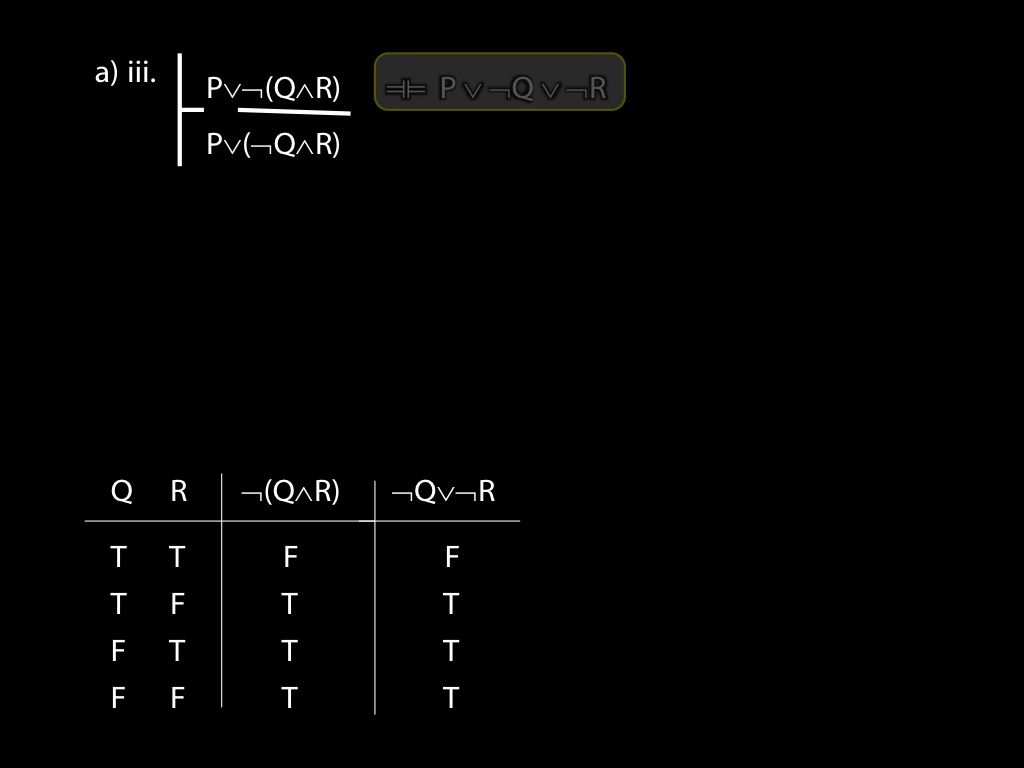 a) iii.
P∨¬(Q∧R) ⫤⊨ P ∨ ¬Q ∨ ¬R
P∨(¬Q∧R)
Q R ¬(Q∧R) ¬Q∨¬R
T T F F
T F T T
F T T T
F F T T